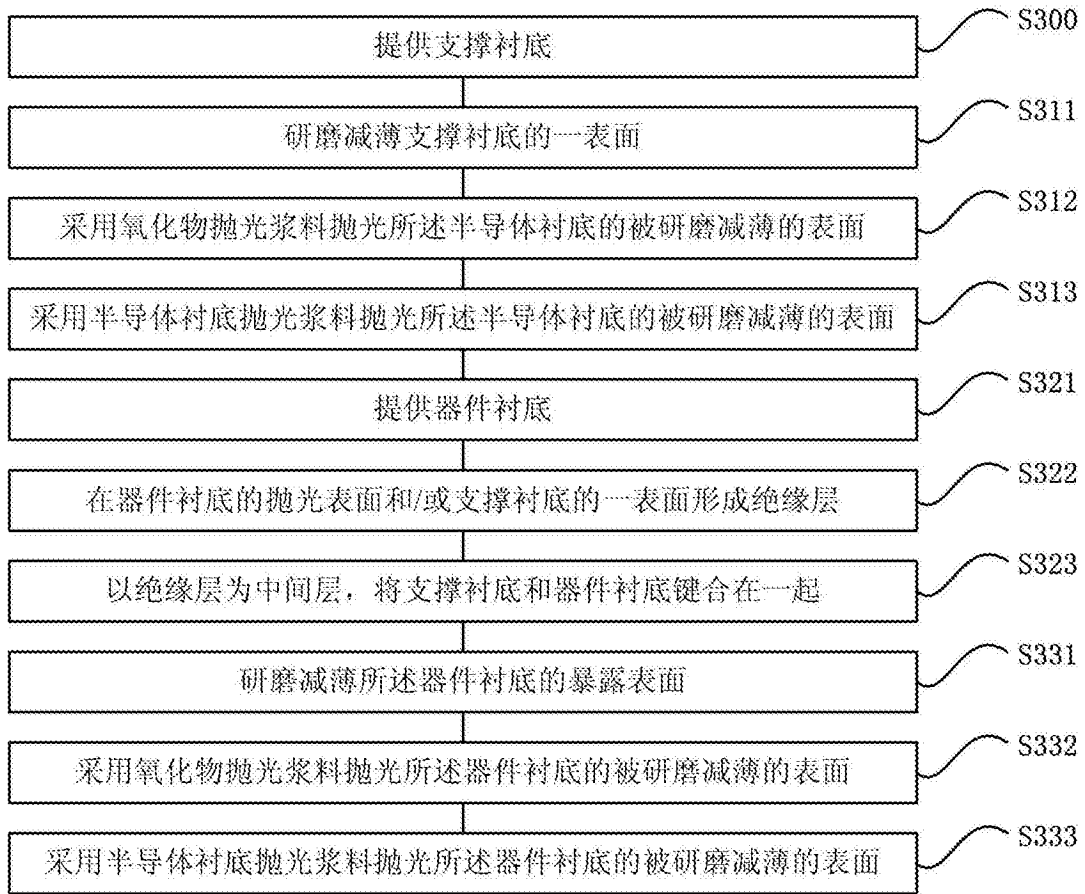 提供支撑衬底
S300
研磨减薄支撑衬底的一表面
S311
采用氧化物抛光浆料抛光所述半导体衬底的被研磨减薄的表面
S312
采用半导体衬底抛光浆料抛光所述半导体衬底的被研磨减薄的表面
S313
提供器件衬底
S321
在器件衬底的抛光表面和/或支撑衬底的一表面形成绝缘层
S322
以绝缘层为中间层，将支撑衬底和器件衬底键合在一起
S323
研磨减薄所述器件衬底的暴露表面
S331
采用氧化物抛光浆料抛光所述器件衬底的被研磨减薄的表面
S332
采用半导体衬底抛光浆料抛光所述器件衬底的被研磨减薄的表面
S333